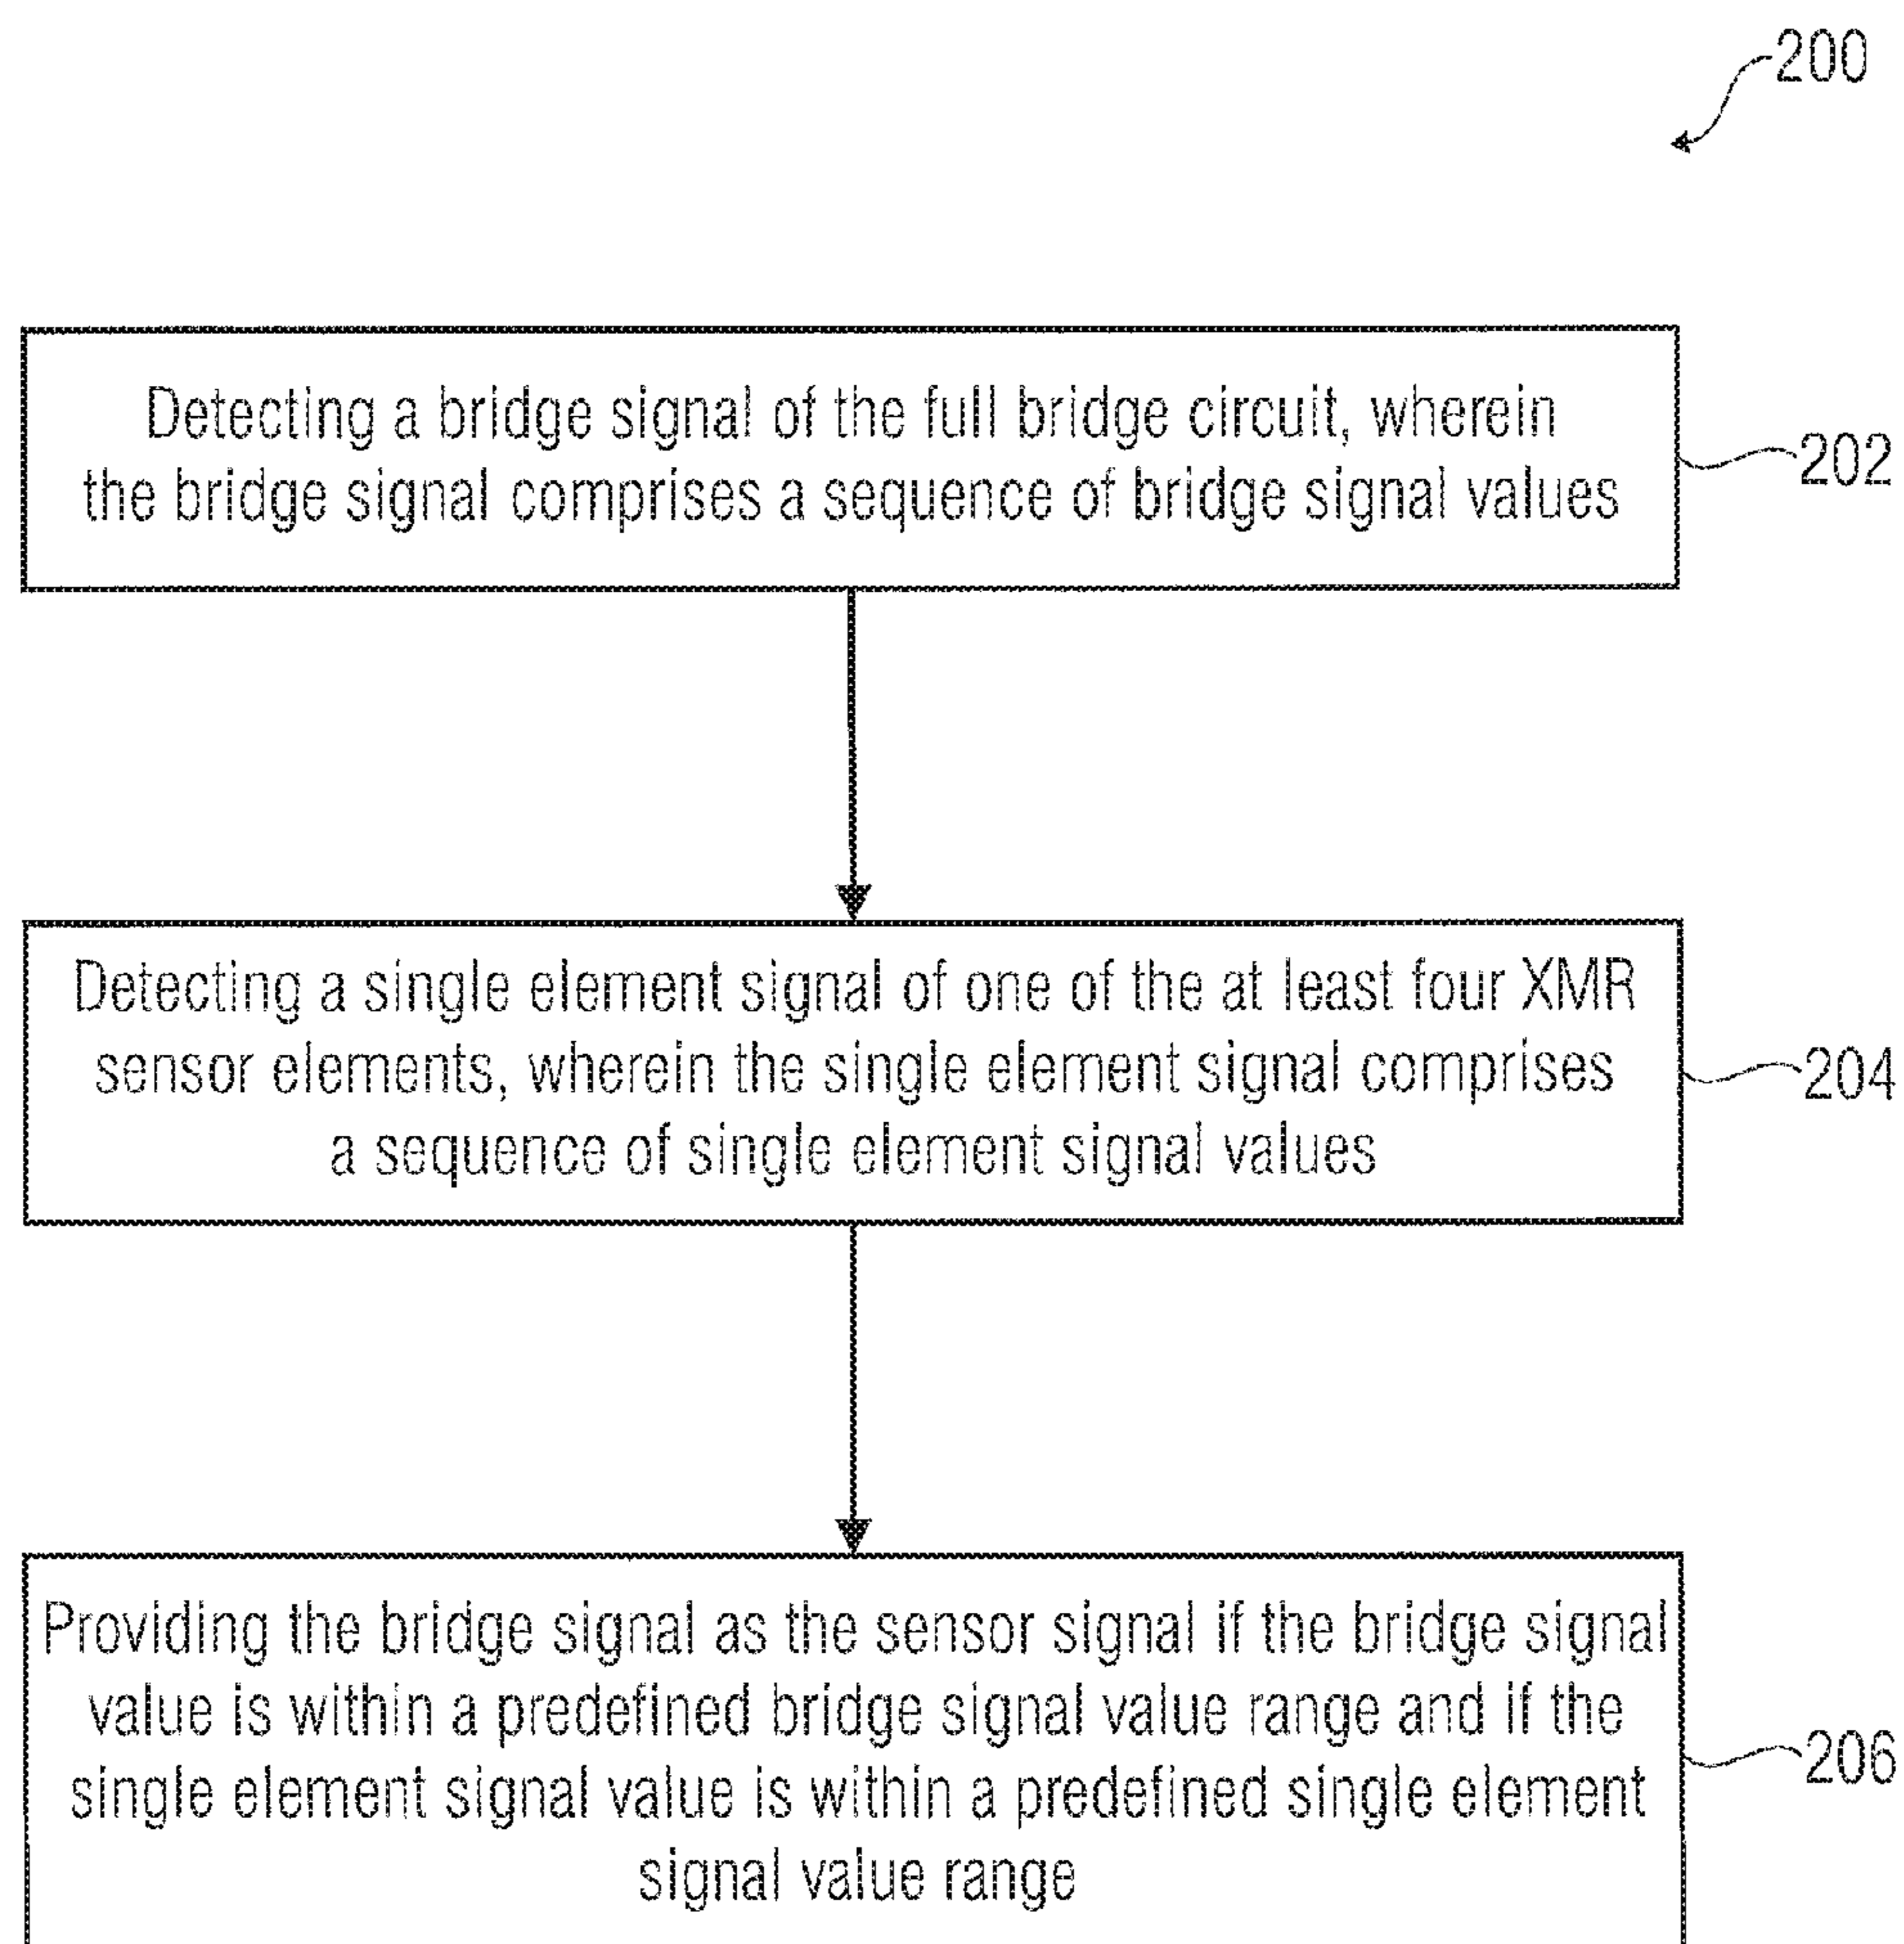 200
Detecting a bridge signal of the full bridge circuit, wherein
the bridge signal comprises a sequence of bridge signal values
202
Detecting a single element signal of one of the at least four XMR
sensor elements, wherein the single element signal comprises
a sequence of single element signal values
204
Providing the bridge signal as the sensor signal if the bridge signal
value is within a predefined bridge signal value range and if the
single element signal value is within a predefined single element
signal value range
206